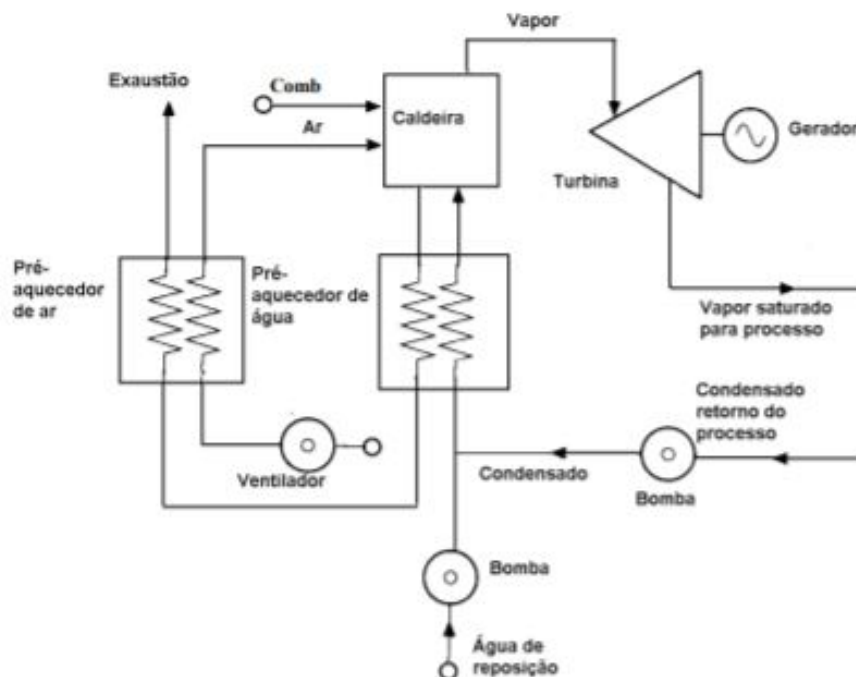 Vapor
Exaustão
Comb
Caldeira
Ar
Gerador
Turbina
Pré-
aquecedor
de ar
Pré-
aquecedor de
água
Vapor saturado
para processo
Condensado
retorno do
processo
Ventilador
Condensado
Bomba
Bomba
Água de
reposição